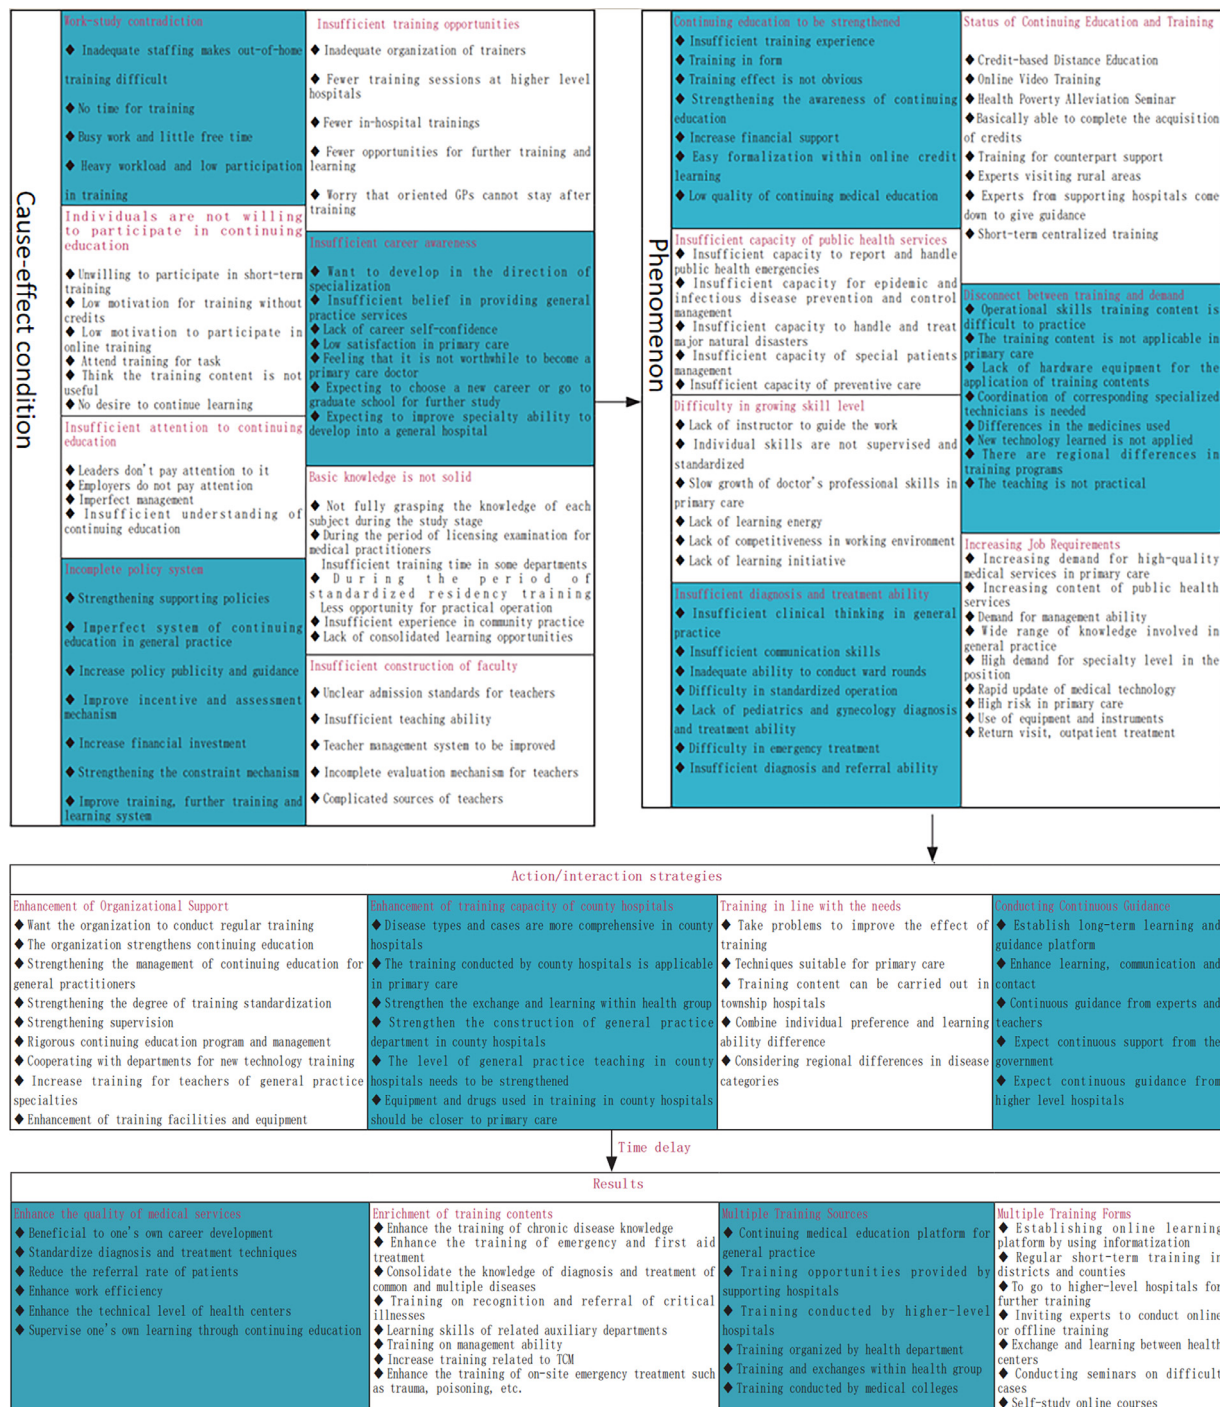 Cause-effect condition
Work-study contradiction
◆ Inadequate staffing makes out-of-home
training difficult
◆ No time for training
◆ Busy work and little free time
◆ Heavy workload and low participation
in training
Individuals are not willing
to participate in continuing
education
◆ Unwilling to participate in short-term
training
◆ Low motivation for training without
credits
◆ Low motivation to participate in
online training
◆ Attend training for task
◆ Think the training content is not
useful
◆ No desire to continue learning
Insufficient attention to continuing
education
◆ Leaders don't pay attention to it
◆ Employers do not pay attention
◆ Imperfect management
◆ Insufficient understanding of
continuing education
Incomplete policy system
◆ Strengthening supporting policies
◆ Imperfect system of continuing
education in general practice
◆ Increase policy publicity and guidance
◆ Improve incentive and assessment
mechanism
◆ Increase financial investment
◆ Strengthening the constraint mechanism
◆ Improve training, further training and
learning system
Insufficient training opportunities
◆ Inadequate organization of trainers
◆ Fewer training sessions at higher level
hospitals
◆ Fewer in-hospital trainings
◆ Fewer opportunities for further training and
learning
◆ Worry that oriented GPs cannot stay after
training
Insufficient career awareness
◆ Want to develop in the direction of
specialization
◆ Insufficient belief in providing general
practice services
◆ Lack of career self-confidence
◆ Low satisfaction in primary care
◆ Feeling that it is not worthwhile to become a
primary care doctor
◆ Expecting to choose a new career or go to
graduate school for further study
◆ Expecting to improve specialty ability to
develop into a general hospital
Basic knowledge is not solid
◆ Not fully grasping the knowledge of each
subject during the study stage
◆ During the period of licensing examination for
medical practitioners
Insufficient training time in some departments
◆ During the period of
standardized residency training
Less opportunity for practical operation
◆ Insufficient experience in community practice
◆ Lack of consolidated learning opportunities
Insufficient construction of faculty
◆ Unclear admission standards for teachers
◆ Insufficient teaching ability
◆ Teacher management system to be improved
◆ Incomplete evaluation mechanism for teachers
◆ Complicated sources of teachers
Phenomenon
Continuing education to be strengthened
◆ Insufficient training experience
◆ Training in form
◆ Training effect is not obvious
◆ Strengthening the awareness of continuing
education
◆ Increase financial support
◆ Easy formalization within online credit
learning
◆ Low quality of continuing medical education
Insufficient capacity of public health services
◆ Insufficient capacity to report and handle
public health emergencies
◆ Insufficient capacity for epidemic and
infectious disease prevention and control
management
◆ Insufficient capacity to handle and treat
major natural disasters
◆ Insufficient capacity of special patients
management
◆ Insufficient capacity of preventive care
Difficulty in growing skill level
◆ Lack of instructor to guide the work
◆ Individual skills are not supervised and
standardized
◆ Slow growth of doctor's professional skills in
primary care
◆ Lack of learning energy
◆ Lack of competitiveness in working environment
◆ Lack of learning initiative
Insufficient diagnosis and treatment ability
◆ Insufficient clinical thinking in general
practice
◆ Insufficient communication skills
◆ Inadequate ability to conduct ward rounds
◆ Difficulty in standardized operation
◆ Lack of pediatrics and gynecology diagnosis
and treatment ability
◆ Difficulty in emergency treatment
◆ Insufficient diagnosis and referral ability
Status of Continuing Education and Training
◆ Credit-based Distance Education
◆ Online Video Training
◆ Health Poverty Alleviation Seminar
◆ Basically able to complete the acquisition
of credits
◆ Training for counterpart support
◆ Experts visiting rural areas
◆ Experts from supporting hospitals come
down to give guidance
◆ Short-term centralized training
Disconnect between training and demand
◆ Operational skills training content is
difficult to practice
◆ The training content is not applicable in
primary care
◆ Lack of hardware equipment for the
application of training contents
◆ Coordination of corresponding specialized
technicians is needed
◆ Differences in the medicines used
◆ New technology learned is not applied
◆ There are regional differences in
training programs
◆ The teaching is not practical
Increasing Job Requirements
◆ Increasing demand for high-quality
medical services in primary care
◆ Increasing content of public health
services
◆ Demand for management ability
◆ Wide range of knowledge involved in
general practice
◆ High demand for specialty level in the
position
◆ Rapid update of medical technology
◆ High risk in primary care
◆ Use of equipment and instruments
◆ Return visit, outpatient treatment
Action/interaction strategies
Enhancement of Organizational Support
◆ Want the organization to conduct regular training
◆ The organization strengthens continuing education
◆ Strengthening the management of continuing education for
general practitioners
◆ Strengthening the degree of training standardization
◆ Strengthening supervision
◆ Rigorous continuing education program and management
◆ Cooperating with departments for new technology training
◆ Increase training for teachers of general practice
specialties
◆ Enhancement of training facilities and equipment
Enhancement of training capacity of county hospitals
◆ Disease types and cases are more comprehensive in county
hospitals
◆ The training conducted by county hospitals is applicable
in primary care
◆ Strengthen the exchange and learning within health group
◆ Strengthen the construction of general practice
department in county hospitals
◆ The level of general practice teaching in county
hospitals needs to be strengthened
◆ Equipment and drugs used in training in county hospitals
should be closer to primary care
Training in line with the needs
◆ Take problems to improve the effect of
training
◆ Techniques suitable for primary care
◆ Training content can be carried out in
township hospitals
◆ Combine individual preference and learning
ability difference
◆ Considering regional differences in disease
categories
Conducting Continuous Guidance
◆ Establish long-term learning and
guidance platform
◆ Enhance learning, communication and
contact
◆ Continuous guidance from experts and
teachers
◆ Expect continuous support from the
government
◆ Expect continuous guidance from
higher level hospitals
Time delay
Results
Enhance the quality of medical services
◆ Beneficial to one's own career development
◆ Standardize diagnosis and treatment techniques
◆ Reduce the referral rate of patients
◆ Enhance work efficiency
◆ Enhance the technical level of health centers
◆ Supervise one's own learning through continuing education
Enrichment of training contents
◆ Enhance the training of chronic disease knowledge
◆ Enhance the training of emergency and first aid
treatment
◆ Consolidate the knowledge of diagnosis and treatment of
common and multiple diseases
◆ Training on recognition and referral of critical
illnesses
◆ Learning skills of related auxiliary departments
◆ Training on management ability
◆ Increase training related to TCM
◆ Enhance the training of on-site emergency treatment such
as trauma, poisoning, etc.
Multiple Training Sources
◆ Continuing medical education platform for
general practice
◆ Training opportunities provided by
supporting hospitals
◆ Training conducted by higher-level
hospitals
◆ Training organized by health department
◆ Training and exchanges within health group
◆ Training conducted by medical colleges
Multiple Training Forms
◆ Establishing online learning
platform by using informatization
◆ Regular short-term training in
districts and counties
◆ To go to higher-level hospitals for
further training
◆ Inviting experts to conduct online
or offline training
◆ Exchange and learning between health
centers
◆ Conducting seminars on difficult
cases
◆ Self-study online courses